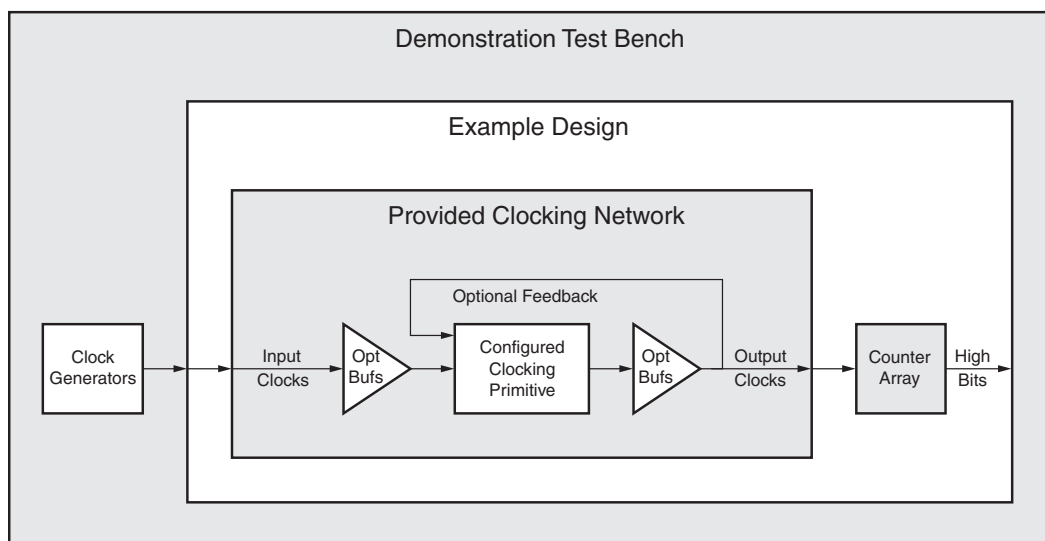 Demonstration Test Bench
Example Design
Provided Clocking Network
Optional Feedback
Clock
Generators
Input
Clocks
Opt
Bufs
Configured
Clocking
Primitive
Opt
Bufs
Output
Clocks
Counter
Array
High
Bits